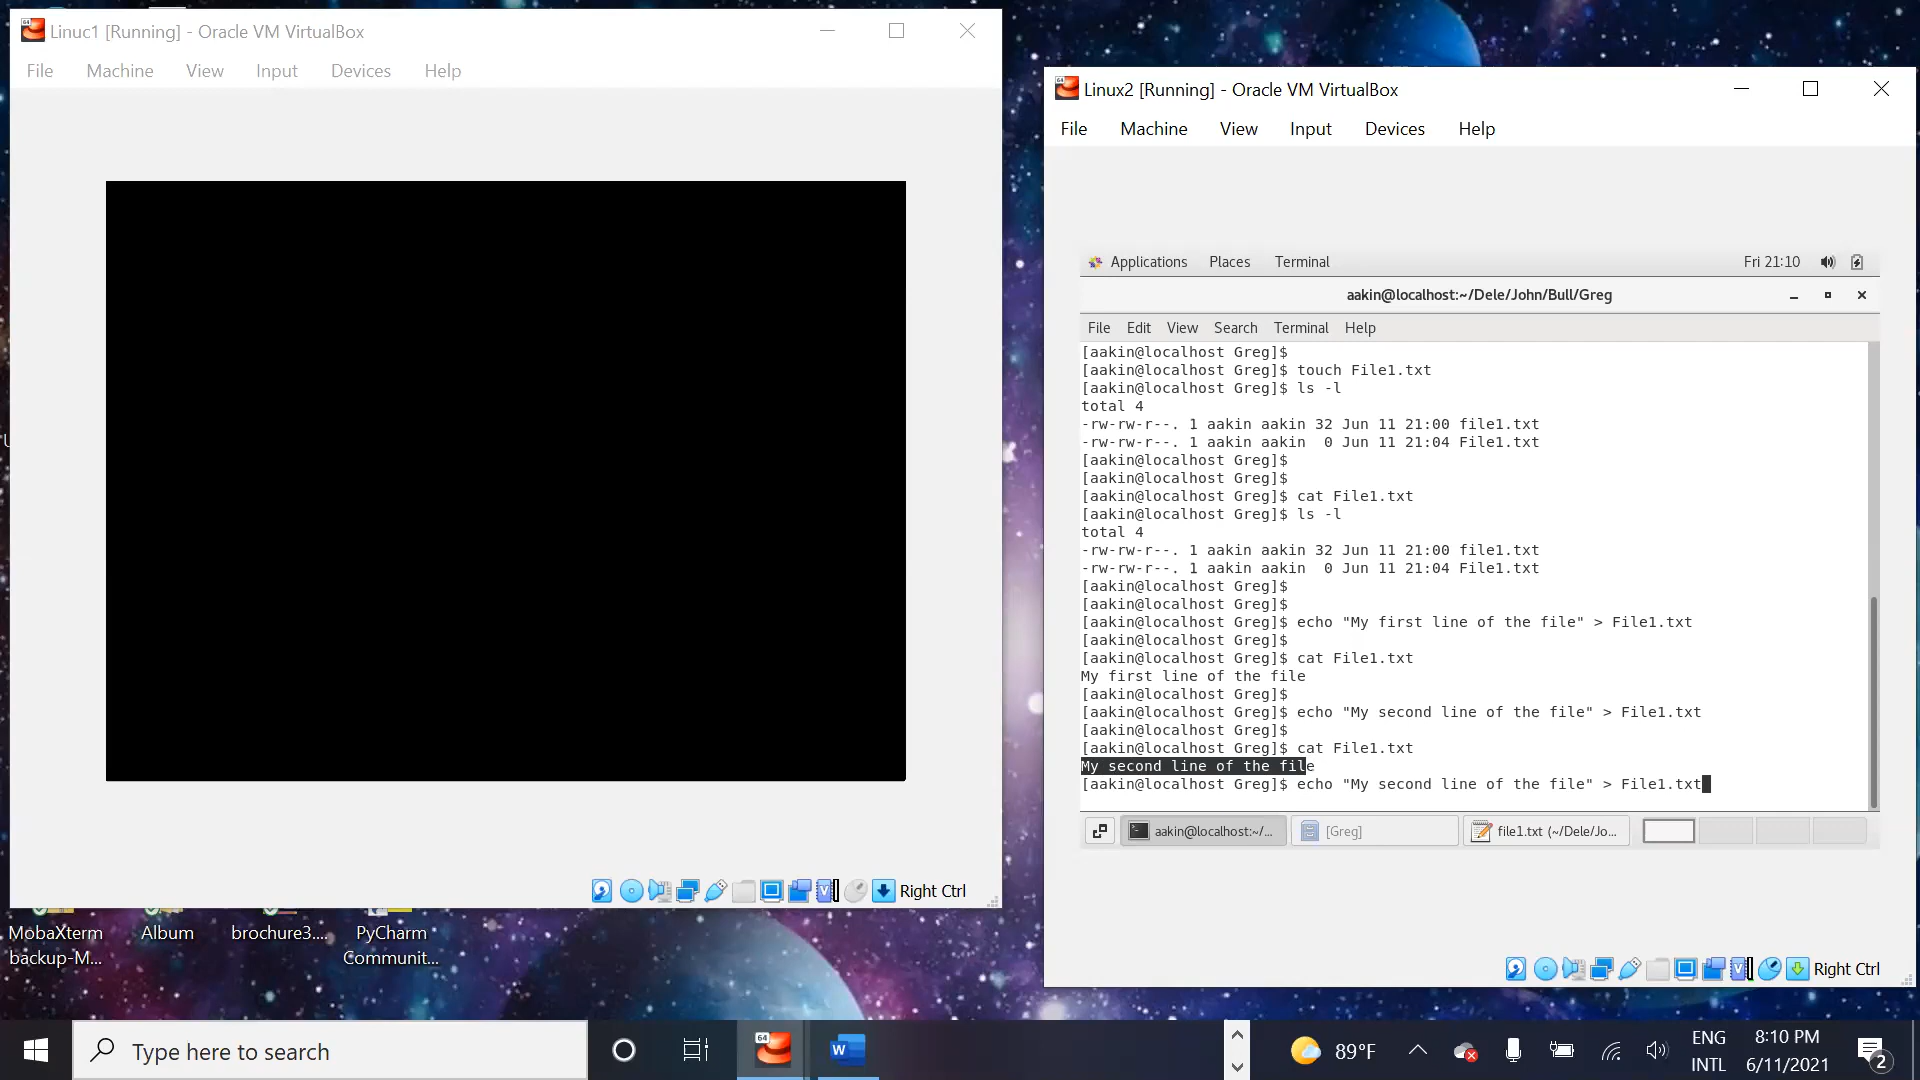 Linuc1 [Running] - Oracle VM VirtualBox
File Machine View Input Devices Help
Right Ctrl
Linux2 [Running] - Oracle VM VirtualBox
File Machine View Input Devices Help
Applications Places Terminal Fri 21:10
aakin@localhost:~/Dele/John/Bull/Greg
File Edit View Search Terminal Help
[aakin@localhost Greg]$
[aakin@localhost Greg]$ touch File1.txt
[aakin@localhost Greg]$ ls -l
total 4
-rw-rw-r--. 1 aakin aakin 32 Jun 11 21:00 file1.txt
-rw-rw-r--. 1 aakin aakin  0 Jun 11 21:04 File1.txt
[aakin@localhost Greg]$
[aakin@localhost Greg]$
[aakin@localhost Greg]$ cat File1.txt
[aakin@localhost Greg]$ ls -l
total 4
-rw-rw-r--. 1 aakin aakin 32 Jun 11 21:00 file1.txt
-rw-rw-r--. 1 aakin aakin  0 Jun 11 21:04 File1.txt
[aakin@localhost Greg]$
[aakin@localhost Greg]$
[aakin@localhost Greg]$ echo "My first line of the file" > File1.txt
[aakin@localhost Greg]$
[aakin@localhost Greg]$ cat File1.txt
My first line of the file
[aakin@localhost Greg]$
[aakin@localhost Greg]$ echo "My second line of the file" > File1.txt
[aakin@localhost Greg]$
[aakin@localhost Greg]$ cat File1.txt
My second line of the file
[aakin@localhost Greg]$ echo "My second line of the file" > File1.txt
aakin@localhost:~/... [Greg] file1.txt (~/Dele/Jo...
Right Ctrl
MobaXterm backup-M...
Album
brochure3....
PyCharm Communit...
Type here to search
64
W
89°F
ENG
INTL
8:10 PM
6/11/2021
2